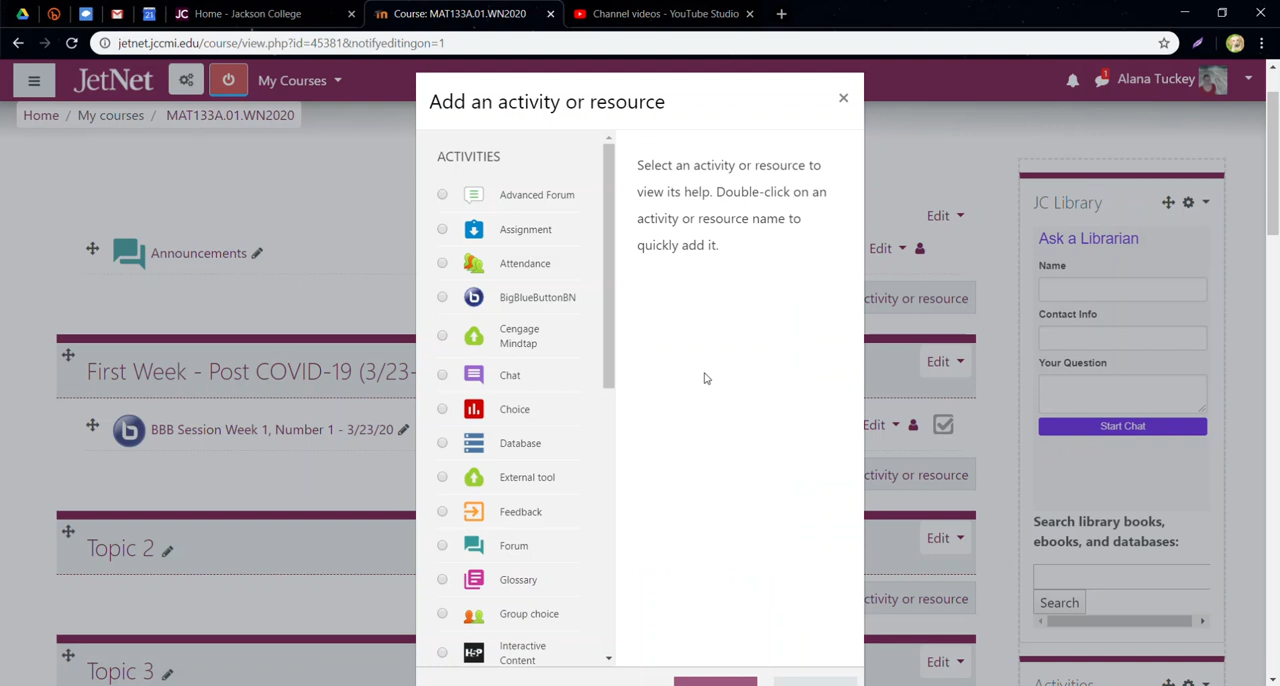 Home - Jackson College
Course: MAT133A.01.WN2020
Channel videos - YouTube Studio
jetnet.jccmi.edu/course/view.php?id=45381&notifyeditingon=1
JetNet
My Courses
1
Alana Tuckey
Home / My courses / MAT133A.01.WN2020
Add an activity or resource
ACTIVITIES
Advanced Forum
Assignment
Attendance
BigBlueButtonBN
Cengage
Mindtap
Chat
Choice
Database
External tool
Feedback
Forum
Glossary
Group choice
Interactive
Content
Select an activity or resource to
view its help. Double-click on an
activity or resource name to
quickly add it.
Edit
Announcements
Edit
ctivity or resource
First Week - Post COVID-19 (3/23-
Edit
BBB Session Week 1, Number 1 - 3/23/20
Edit
ctivity or resource
Topic 2
Edit
ctivity or resource
Topic 3
Edit
JC Library
Ask a Librarian
Name
Contact Info
Your Question
Start Chat
Search library books,
ebooks, and databases:
Search
Activities